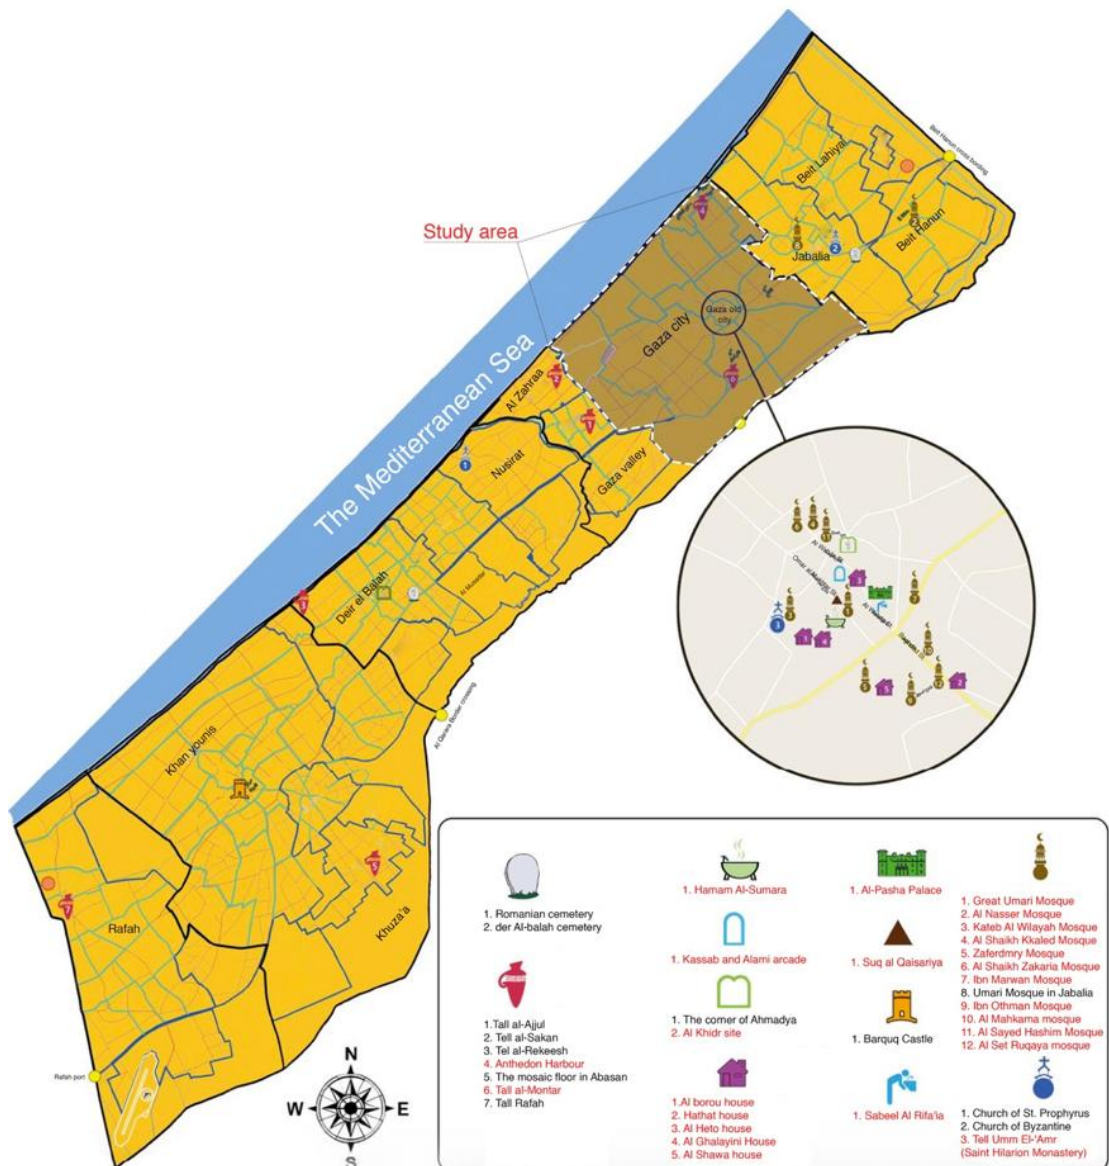 Beit Hanun cross bording
Beit Lahiyai
Beit Hanun
Jabalia
Study area
The Mediterranean Sea
Gaza city
Gaza old
city
Al Zahraa
Nusirat
Gaza valley
Deir el Balah
Al Qarara Border crossing
Khan younis
Khuza'a
Rafah
Rafah port
N
W
E
S
1. Romanian cemetery
2. der Al-balah cemetery
1.Tall al-Ajjul
2. Tell al-Sakan
3. Tel al-Rekeesh
4. Anthedon Harbour
5. The mosaic floor in Abasan
6. Tall al-Montar
7. Tall Rafah
1. Hamam Al-Sumara
1. Kassab and Alami arcade
1. The corner of Ahmadya
2. Al Khidr site
1.Al borou house
2. Hathat house
3. Al Heto house
4. Al Ghalayini House
5. Al Shawa house
1. Al-Pasha Palace
1. Suq al Qaisariya
1. Barquq Castle
1. Sabeel Al Rifa'ia
1. Great Umari Mosque
2. Al Nasser Mosque
3. Kateb Al Wilayah Mosque
4. Al Shaikh Kkaled Mosque
5. Zaferdmry Mosque
6. Al Shaikh Zakaria Mosque
7. Ibn Marwan Mosque
8. Umari Mosque in Jabalia
9. Ibn Othman Mosque
10. Al Mahkama mosque
11. Al Sayed Hashim Mosque
12. Al Set Ruqaya mosque
1. Church of St. Prophyrus
2. Church of Byzantine
3. Tell Umm El-'Amr
(Saint Hilarion Monastery)